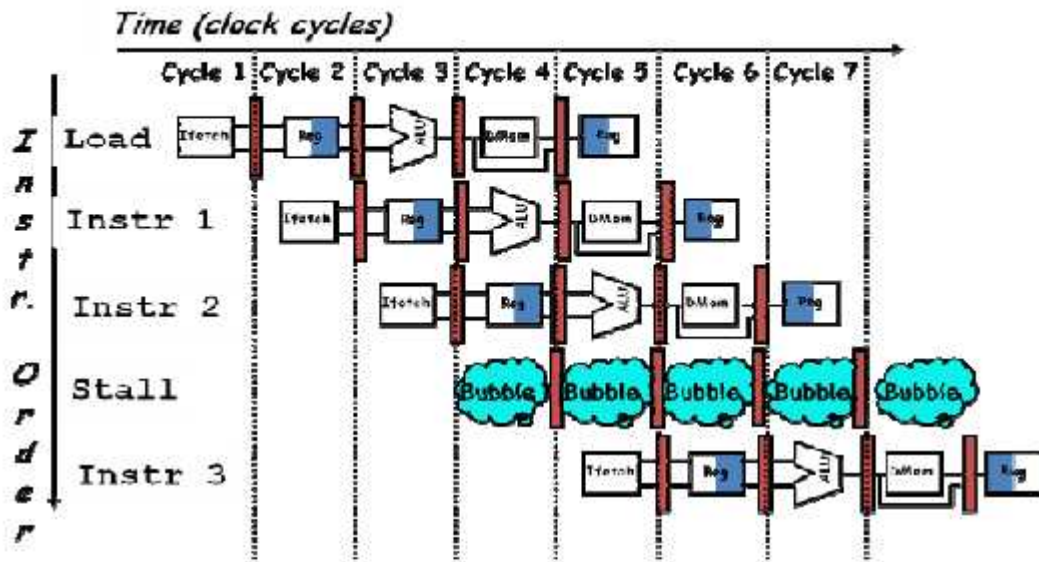 Time (clock cycles)
Cycle 1 Cycle 2 Cycle 3 Cycle 4 Cycle 5 Cycle 6 Cycle 7
Instr. Order
Load Ifetch Reg ALU DMem Reg
Instr 1 Ifetch Reg ALU DMem Reg
Instr 2 Ifetch Reg ALU DMem Reg
Stall Bubble Bubble Bubble Bubble Bubble
Instr 3 Ifetch Reg ALU DMem Reg